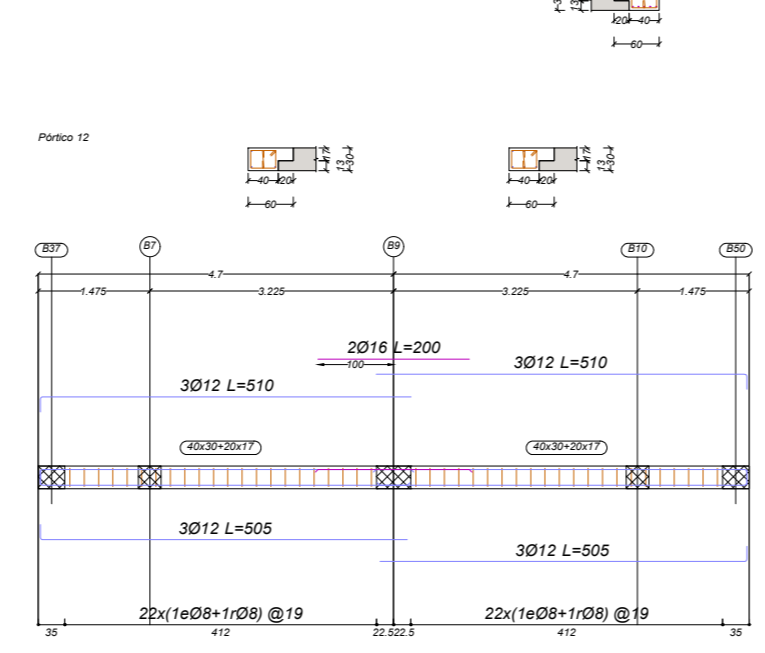 20 40
60
Pórtico 12
17
13
30
17
13
30
40 20
40 20
60
60
B37
B7
B9
B10
B50
4.7
4.7
1.475
3.225
3.225
1.475
2Ø16 L=200
100
3Ø12 L=510
3Ø12 L=510
40x30+20x17
40x30+20x17
3Ø12 L=505
3Ø12 L=505
22x(1eØ8+1rØ8) @19
22x(1eØ8+1rØ8) @19
35
412
22.5
22.5
412
35